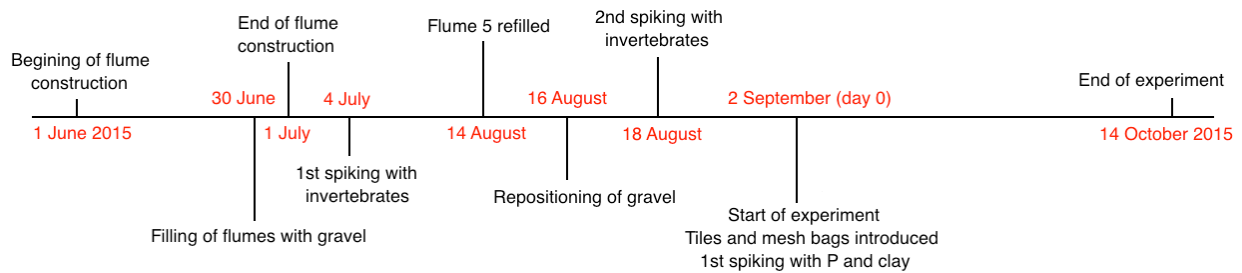 Begining of flume
construction
1 June 2015
30 June
Filling of flumes with gravel
End of flume
construction
1 July
4 July
1st spiking with
invertebrates
Flume 5 refilled
14 August
16 August
Repositioning of gravel
2nd spiking with
invertebrates
18 August
2 September (day 0)
Start of experiment
Tiles and mesh bags introduced
1st spiking with P and clay
End of experiment
14 October 2015